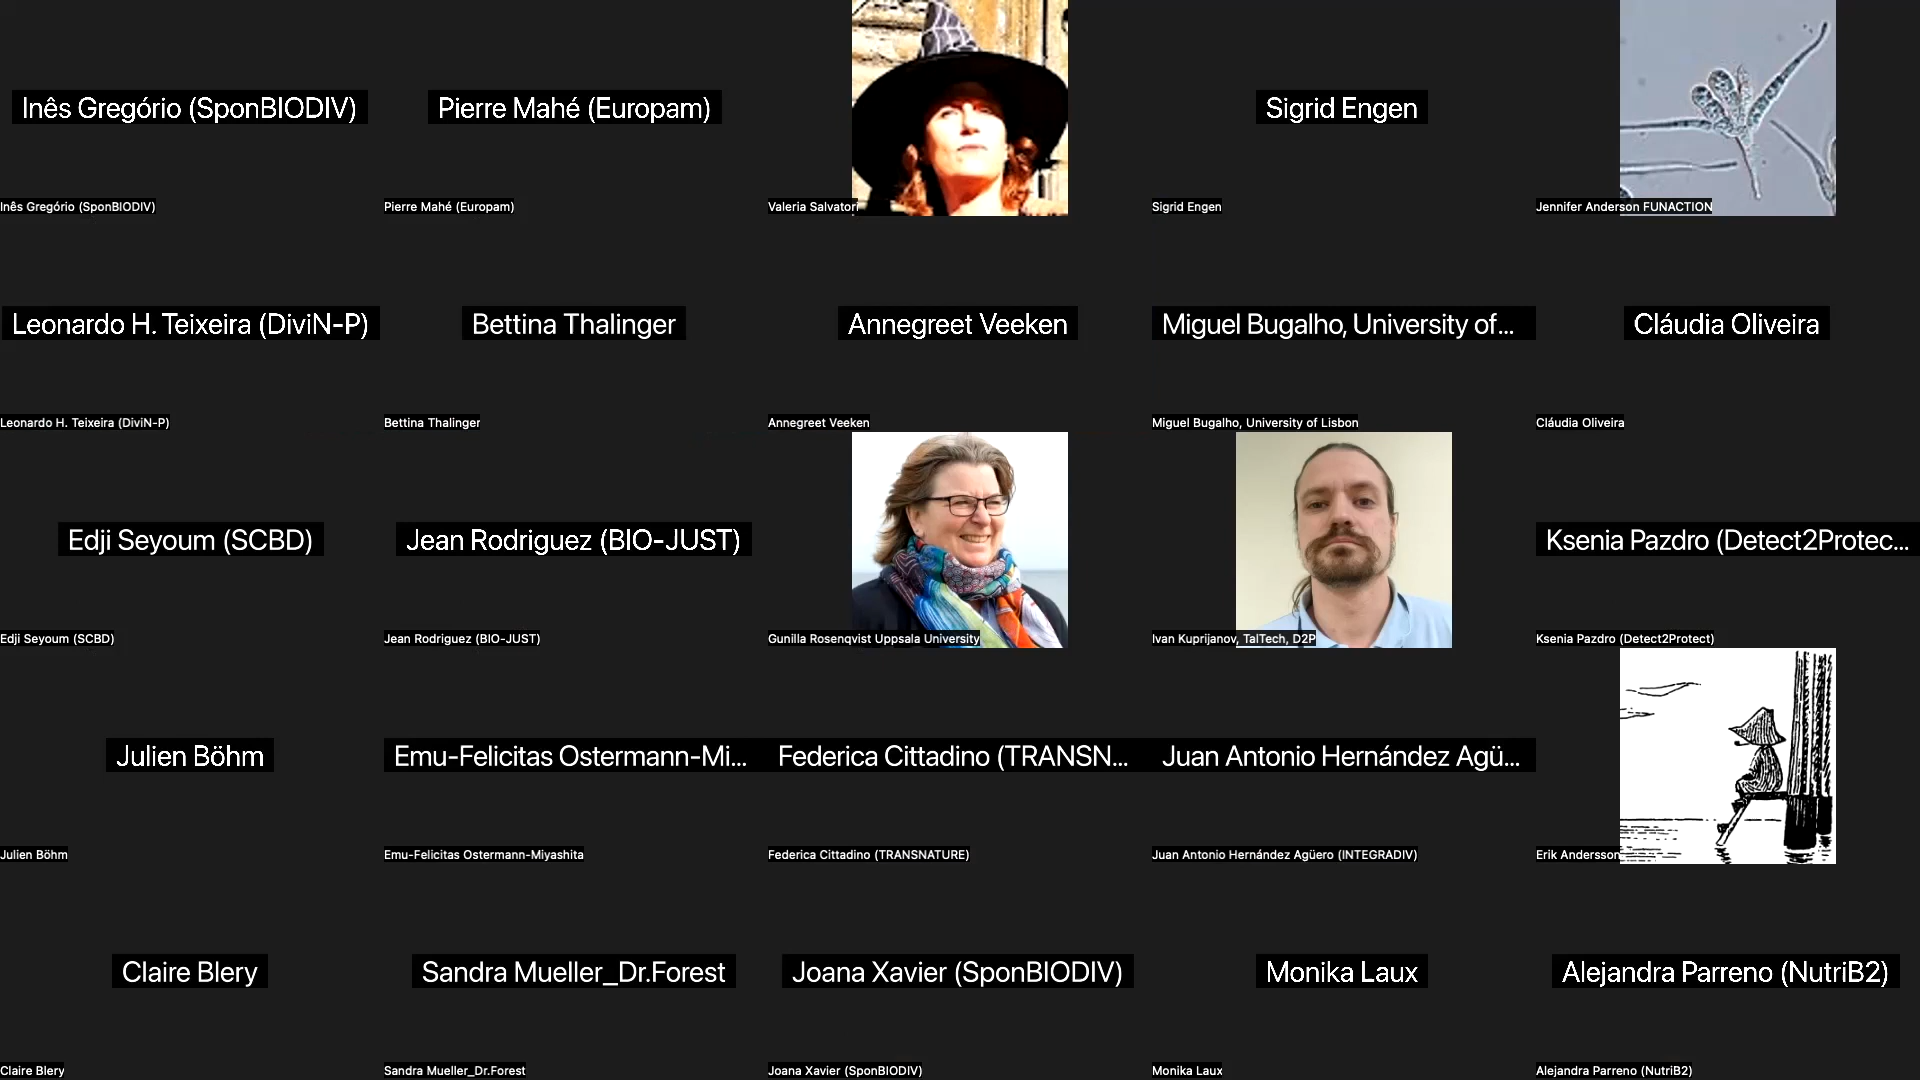 Inês Gregório (SponBIODIV)
Pierre Mahé (Europam)
Sigrid Engen
Inês Gregório (SponBIODIV)
Pierre Mahé (Europam)
Valeria Salvatori
Sigrid Engen
Jennifer Anderson FUNACTION
Leonardo H. Teixeira (DiviN-P)
Bettina Thalinger
Annegreet Veeken
Miguel Bugalho, University of...
Cláudia Oliveira
Leonardo H. Teixeira (DiviN-P)
Bettina Thalinger
Annegreet Veeken
Miguel Bugalho, University of Lisbon
Cláudia Oliveira
Edji Seyoum (SCBD)
Jean Rodriguez (BIO-JUST)
Ksenia Pazdro (Detect2Protec...
Edji Seyoum (SCBD)
Jean Rodriguez (BIO-JUST)
Gunilla Rosenqvist Uppsala University
Ivan Kuprijanov, TalTech, D2P
Ksenia Pazdro (Detect2Protect)
Julien Böhm
Emu-Felicitas Ostermann-Mi...
Federica Cittadino (TRANSN...
Juan Antonio Hernández Agü...
Julien Böhm
Emu-Felicitas Ostermann-Miyashita
Federica Cittadino (TRANSNATURE)
Juan Antonio Hernández Agüero (INTEGRADIV)
Erik Andersson
Claire Blery
Sandra Mueller_Dr.Forest
Joana Xavier (SponBIODIV)
Monika Laux
Alejandra Parreno (NutriB2)
Claire Blery
Sandra Mueller_Dr.Forest
Joana Xavier (SponBIODIV)
Monika Laux
Alejandra Parreno (NutriB2)